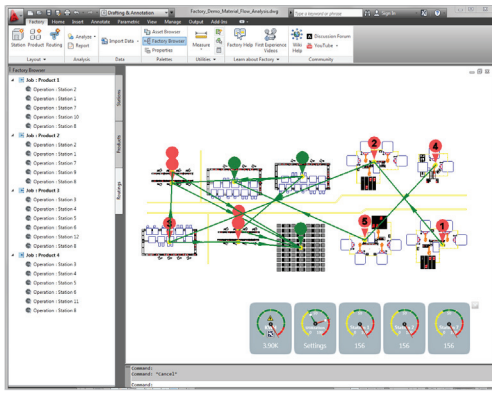 Drafting & Annotation
Factory_Demo_Material_Flow_Analysis.dwg
Type a keyword or phrase
Sign In
Factory Home Insert Annotate Parametric View Manage Output Add Ins
Station Product Routing
Analyze
Report
Import Data
Asset Browser
Factory Browser
Properties
Measure
Factory Help
Find Experience Videos
Wiki Help
Discussion Forum
YouTube
Layout
Analysis
Data
Palettes
Utilities
Learn about Factory
Community
Factory Browser
Job : Product 1
Operation : Station 2
Operation : Station 1
Operation : Station 7
Operation : Station 10
Operation : Station 8
Job : Product 2
Operation : Station 2
Operation : Station 1
Operation : Station 7
Operation : Station 6
Operation : Station 8
Job : Product 3
Operation : Station 3
Operation : Station 4
Operation : Station 5
Operation : Station 6
Operation : Station 12
Operation : Station 8
Job : Product 4
Operation : Station 3
Operation : Station 4
Operation : Station 5
Operation : Station 11
Operation : Station 8
Stations
Products
Routings
2
4
5
1
3.90K
Settings
156
156
156
Command:
Command: *Cancel*
Command: